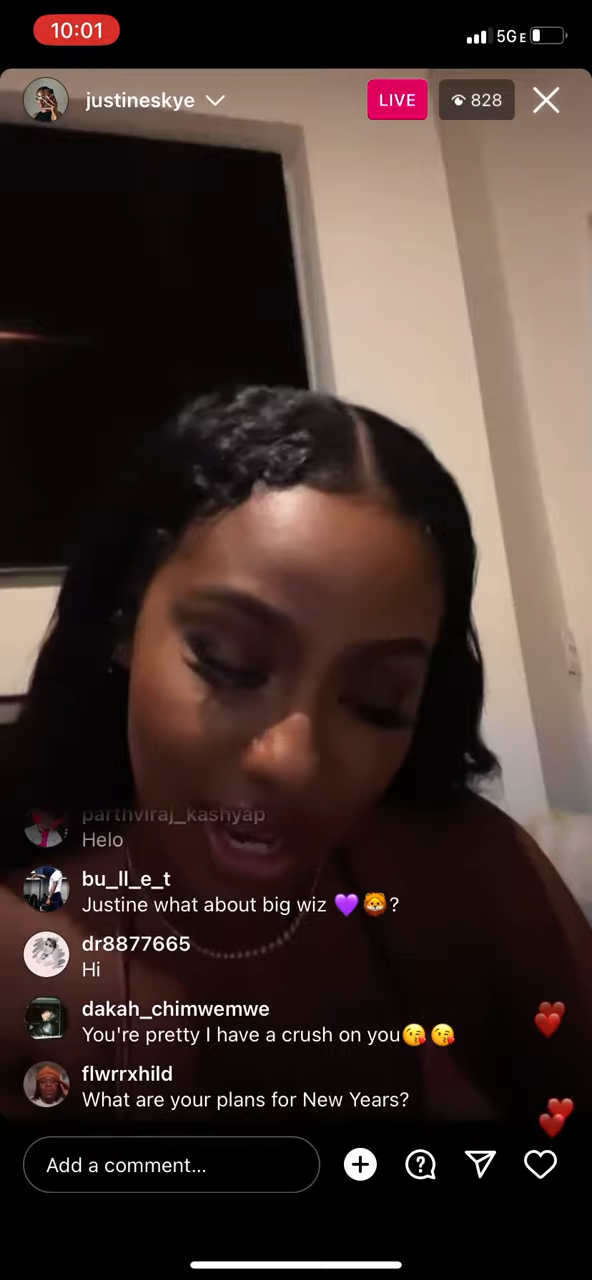 10:01
5GE
justineskye
LIVE
828
parthviraj_kashyap
Helo
bu_ll_e_t
Justine what about big wiz 💜 🦁?
dr8877665
Hi
dakah_chimwemwe
You're pretty I have a crush on you😘 😘
flwrrxhild
What are your plans for New Years?
Add a comment...